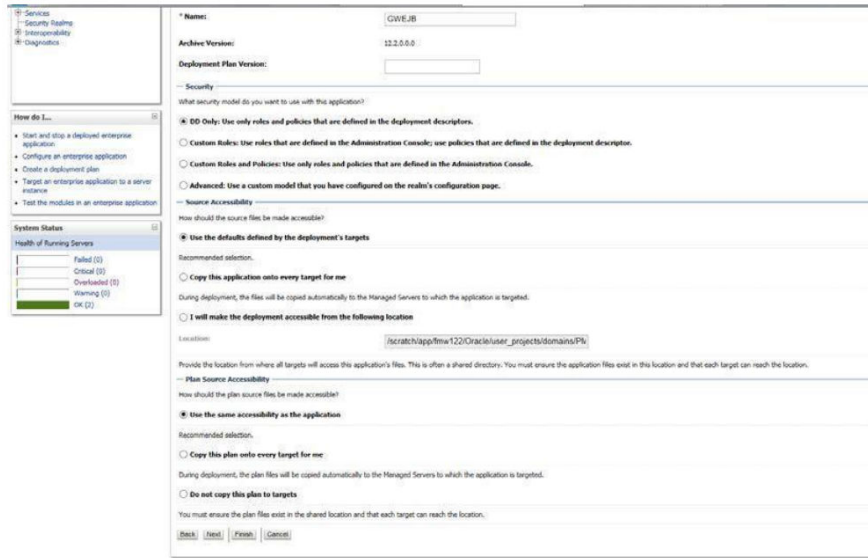 Services
Security Realms
Interoperability
Diagnostics
How do I...
Start and stop a deployed enterprise
application
Configure an enterprise application
Create a deployment plan
Target an enterprise application to a server
instance
Test the modules in an enterprise application
System Status
Health of Running Servers
Failed (0)
Critical (0)
Overloaded (0)
Warning (0)
OK (2)
* Name: GWEJB
Archive Version: 12.2.0.0.0
Deployment Plan Version:
Security
What security model do you want to use with this application?
DD Only: Use only roles and policies that are defined in the deployment descriptors.
Custom Roles: Use roles that are defined in the Administration Console; use policies that are defined in the deployment descriptor.
Custom Roles and Policies: Use only roles and policies that are defined in the Administration Console.
Advanced: Use a custom model that you have configured on the realm's configuration page.
Source Accessibility
How should the source files be made accessible?
Use the defaults defined by the deployment's targets
Recommended selection.
Copy this application onto every target for me
During deployment, the files will be copied automatically to the Managed Servers to which the application is targeted.
I will make the deployment accessible from the following location
Location: /scratch/app/fmw122/Oracle/user_projects/domains/PM
Provide the location from where all targets will access this application's files. This is often a shared directory. You must ensure the application files exist in this location and that each target can reach the location.
Plan Source Accessibility
How should the plan source files be made accessible?
Use the same accessibility as the application
Recommended selection.
Copy this plan onto every target for me
During deployment, the plan files will be copied automatically to the Managed Servers to which the application is targeted.
Do not copy this plan to targets
You must ensure the plan files exist in the shared location and that each target can reach the location.
Back Next Finish Cancel